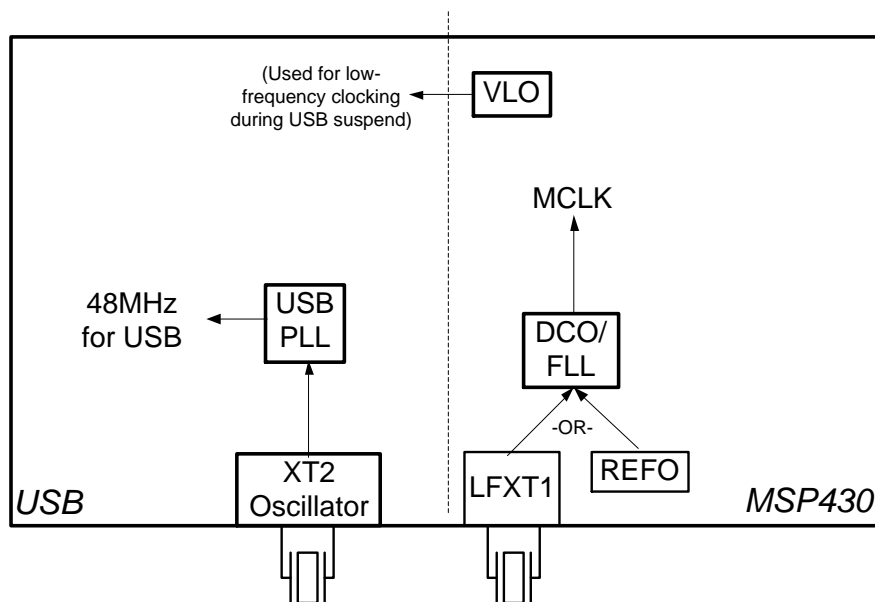 (Used for low-
frequency clocking
during USB suspend)
VLO
MCLK
48MHz
for USB
USB
PLL
DCO/
FLL
-OR-
XT2
Oscillator
LFXT1
REFO
USB
MSP430